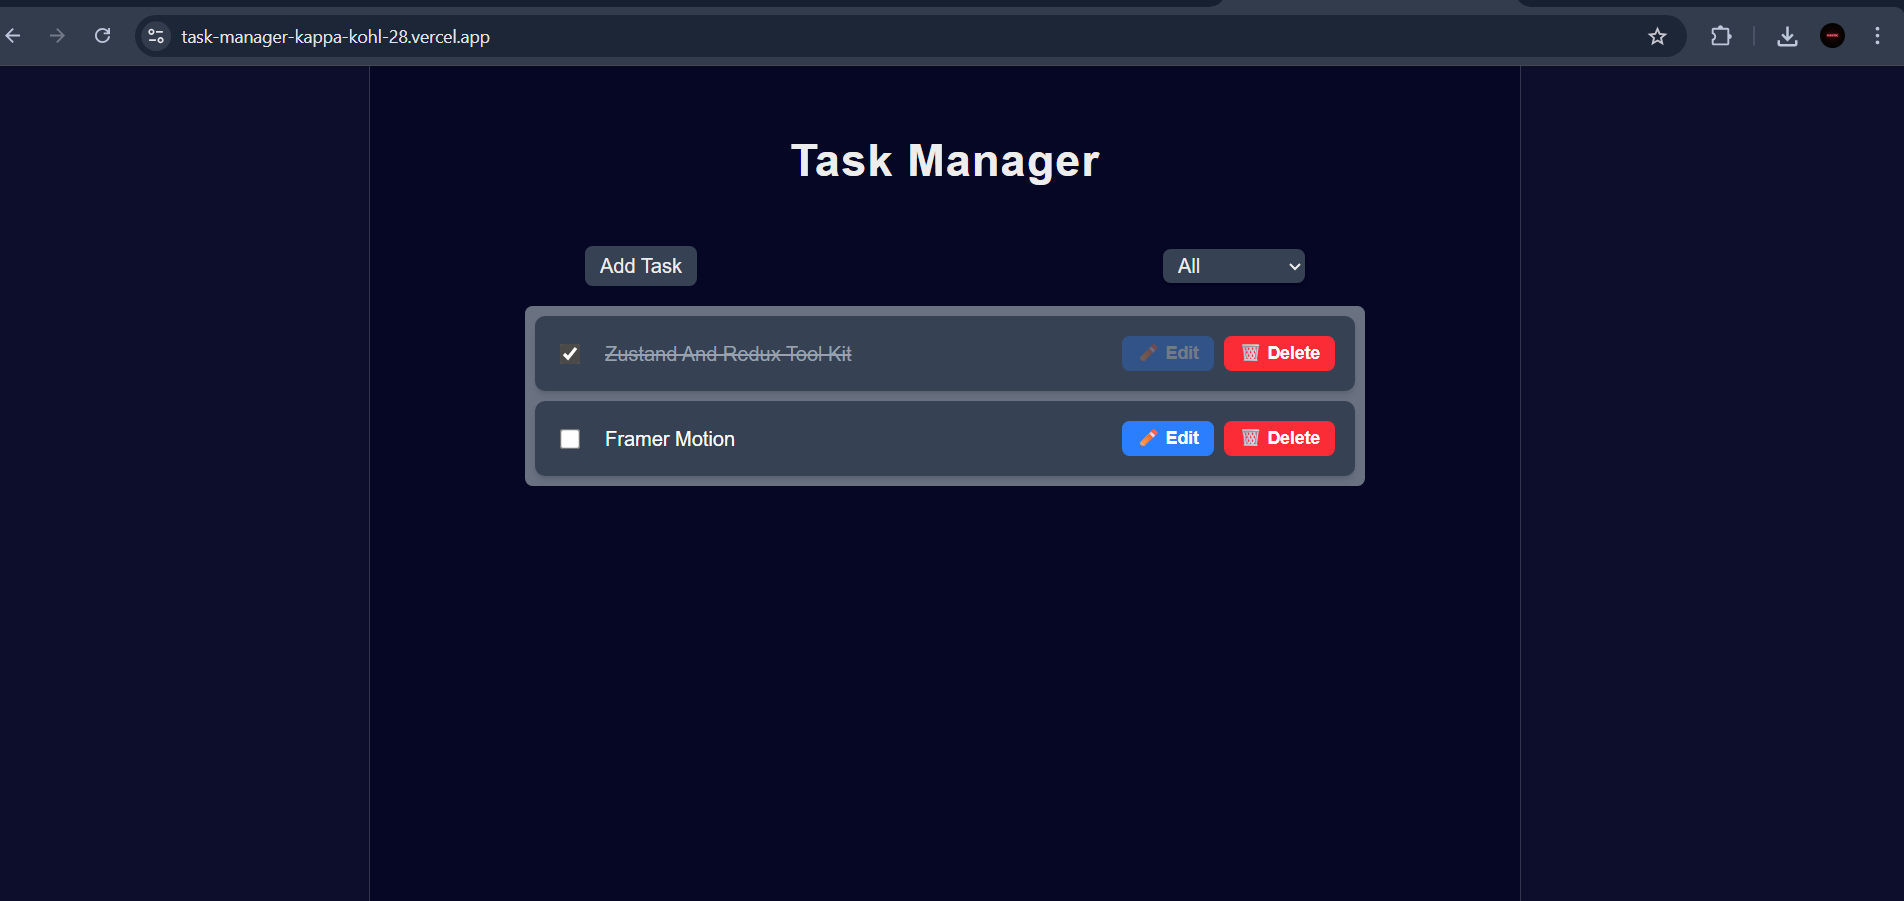 task-manager-kappa-kohl-28.vercel.app
Task Manager
Add Task All
Zustand And Redux Tool Kit Edit Delete
Framer Motion Edit Delete